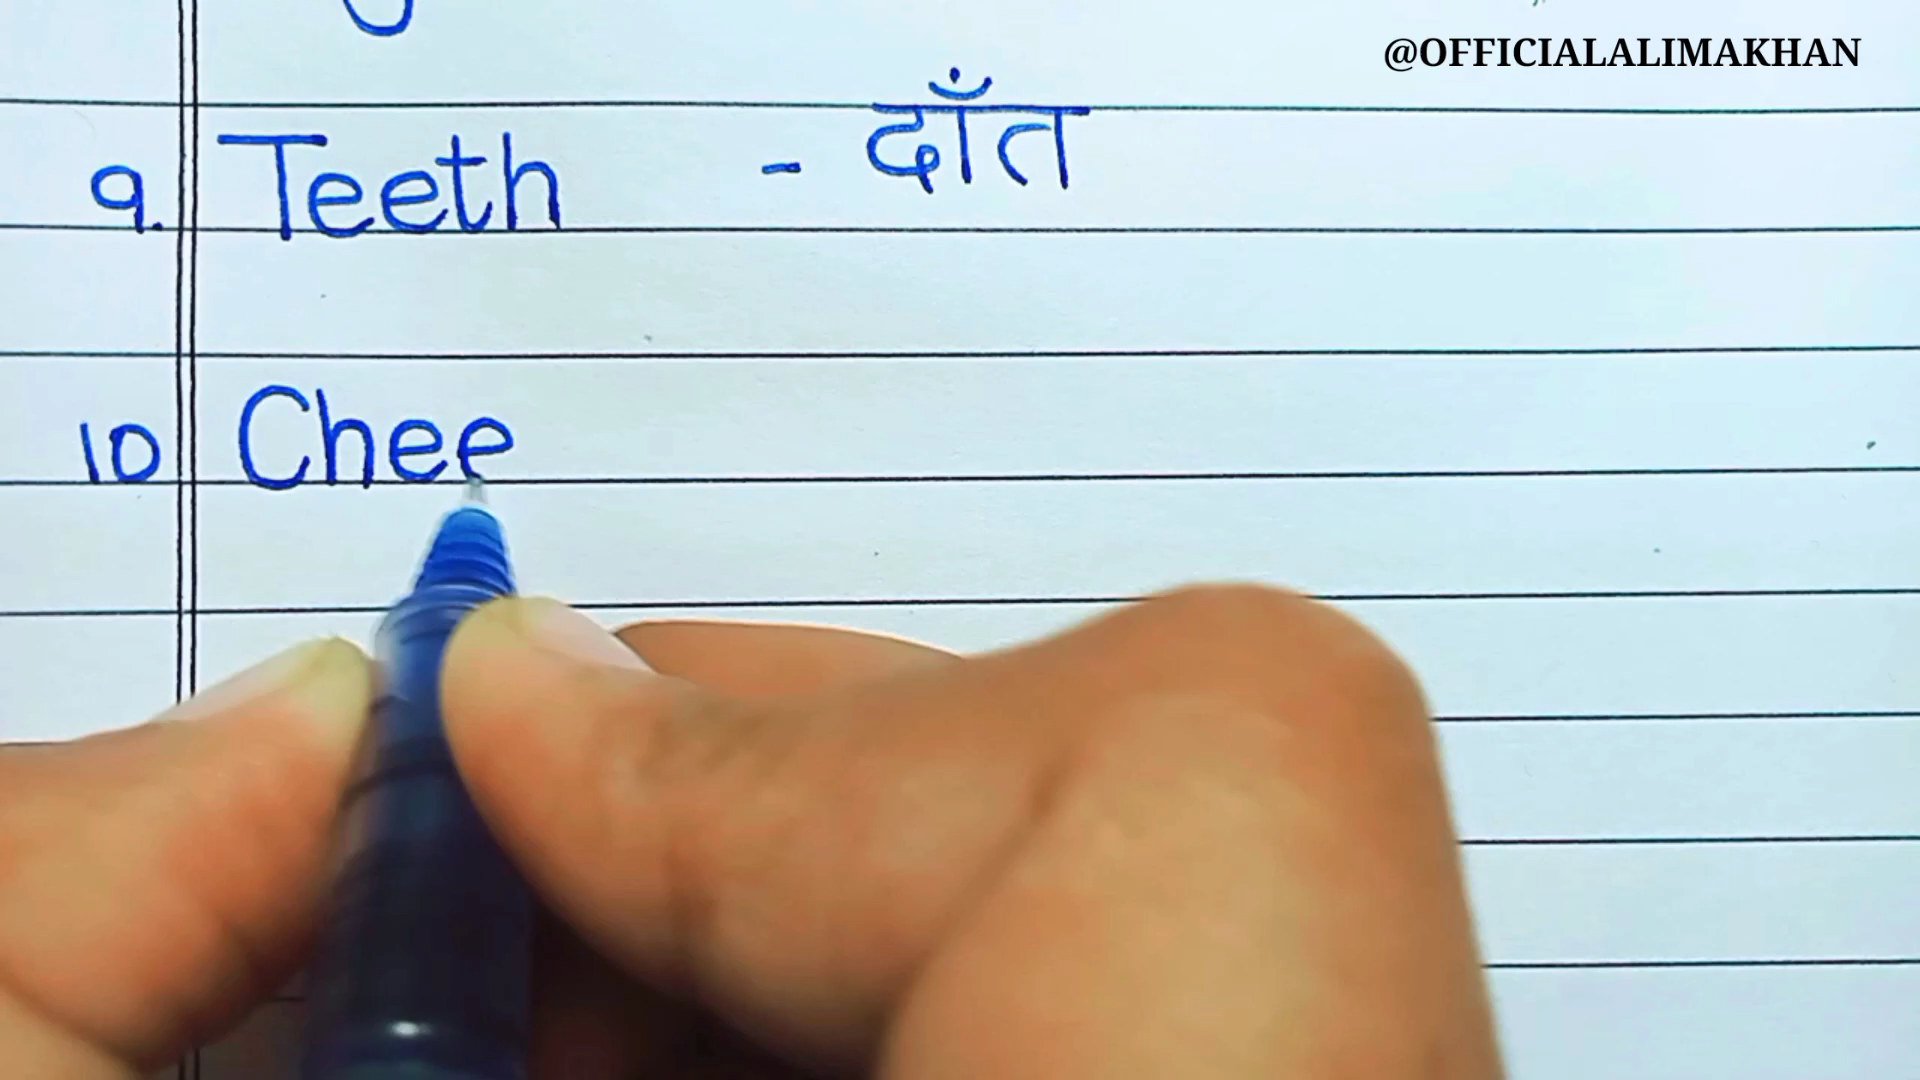 @OFFICIALALIMAKHAN
9. Teeth - दाँत
10 Chee